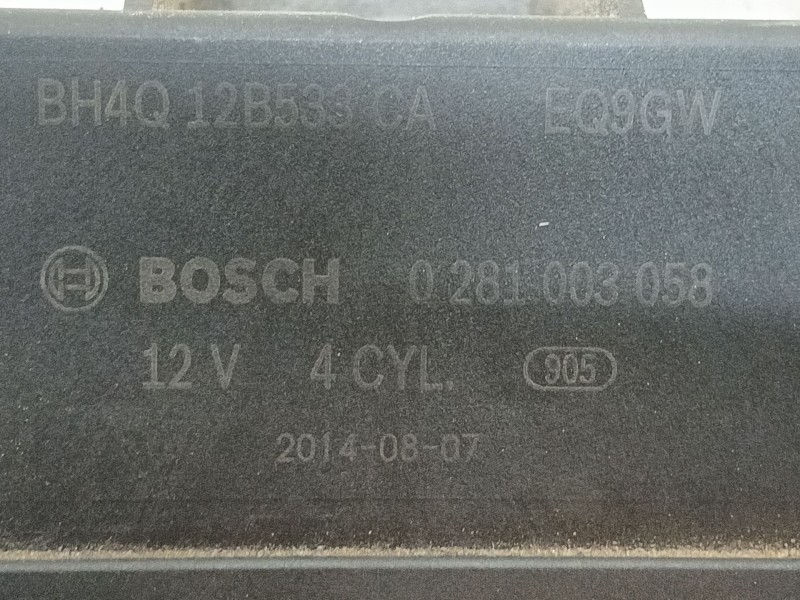 BH4Q 12B533 CA EQ9GW
BOSCH 0 281 003 058
12 V 4 CYL. 905
2014-08-07